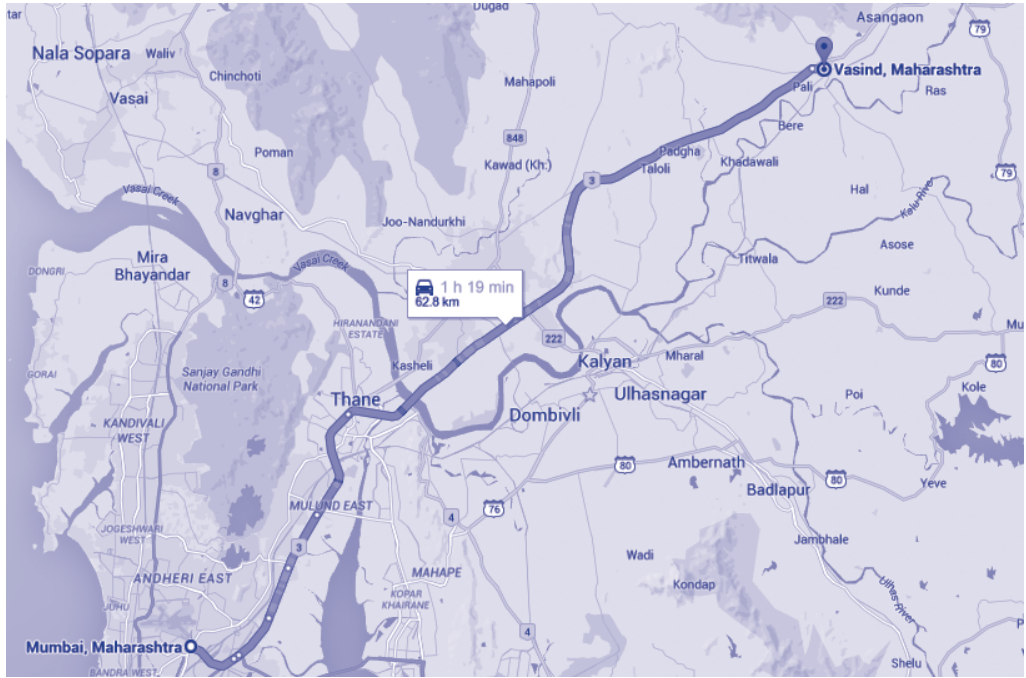 Dugad
tar
Asangaon
79
Nala Sopara
Waliv
Chinchoti
Mahapoli
Vasind, Maharashtra
Pali
Ras
Vasai
Bere
848
Poman
Kawad (Kh.)
Padgha
Taloli
Khadawali
8
3
79
Vasai Creek
Hal
Kalu River
Navghar
Joo-Nandurkhi
Asose
Mira
Bhayandar
Vasai Creek
Titwala
DONGRI
8
42
1 h 19 min
62.8 km
Kunde
222
HIRANANDANI
ESTATE
222
Mu
Kasheli
Kalyan
Mharal
80
GORAI
Sanjay Gandhi
National Park
Thane
Ulhasnagar
Poi
Kole
Dombivli
KANDIVALI
WEST
80
Ambernath
80
Yeve
Badlapur
MULUND EAST
76
4
JOGESHWARI
WEST
3
Jambhale
Wadi
ANDHERI EAST
MAHAPE
Kondap
Ulhas River
KOPAR
KHAIRANE
JUHU
4
P
Mumbai, Maharashtra
BANDRA WEST
Shelu